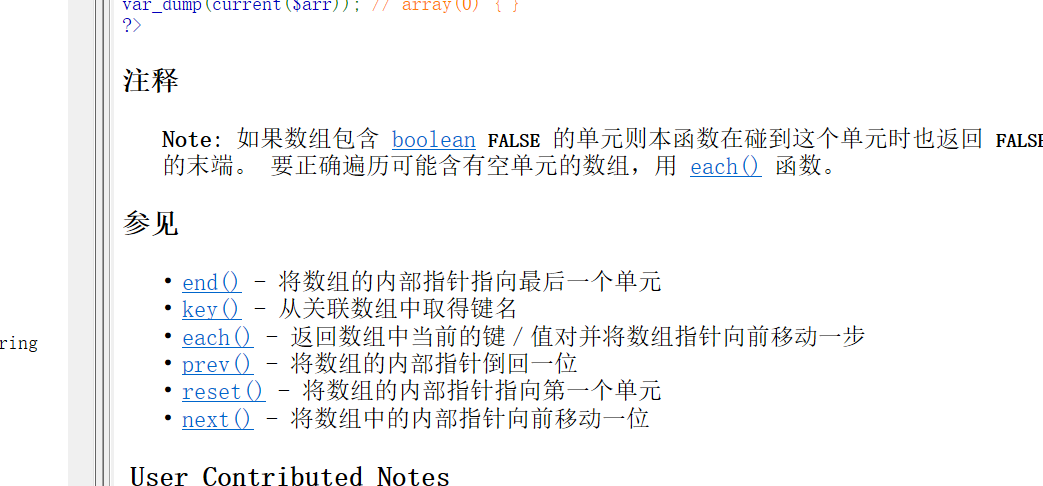 var_dump(current($arr)); // array(0) { }
?>
注释
Note: 如果数组包含 boolean FALSE 的单元则本函数在碰到这个单元时也返回 FALSE
的末端。 要正确遍历可能含有空单元的数组，用 each() 函数。
参见
• end() - 将数组的内部指针指向最后一个单元
• key() - 从关联数组中取得键名
• each() - 返回数组中当前的键／值对并将数组指针向前移动一步
• prev() - 将数组的内部指针倒回一位
• reset() - 将数组的内部指针指向第一个单元
• next() - 将数组中的内部指针向前移动一位
ring
User Contributed Notes